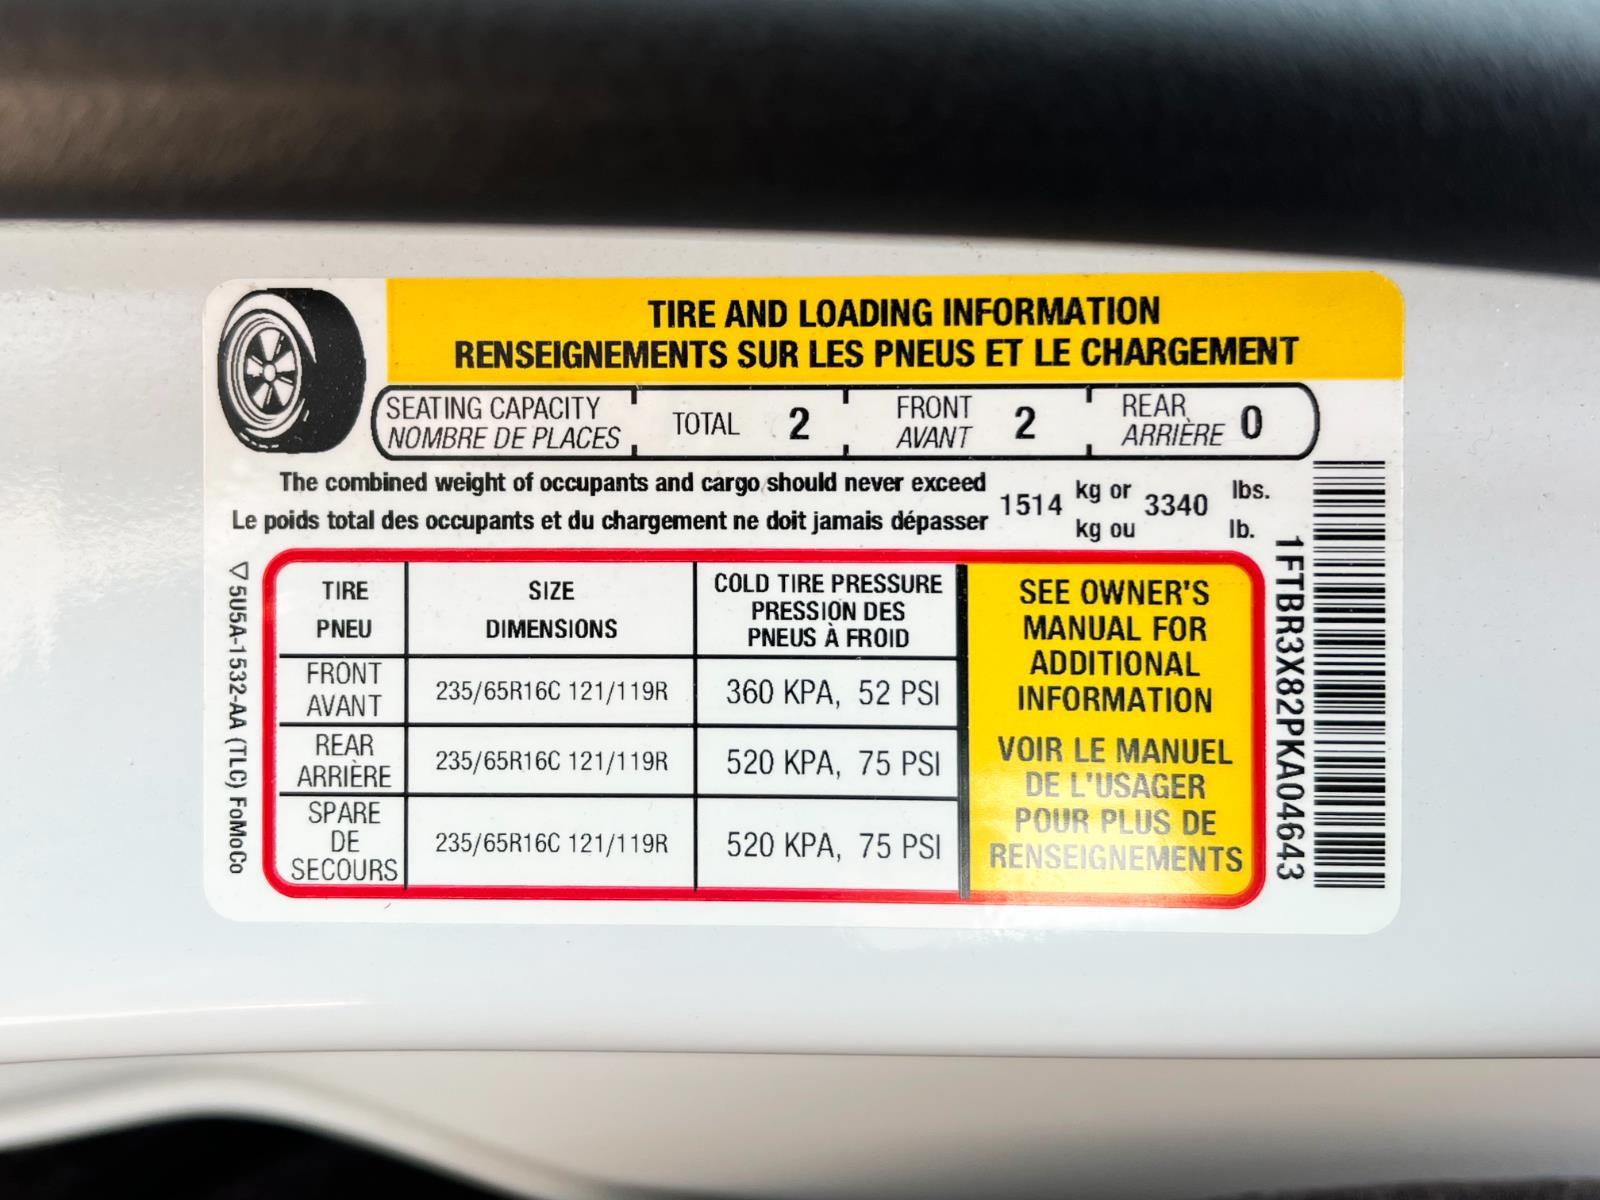 TIRE AND LOADING INFORMATION
RENSEIGNEMENTS SUR LES PNEUS ET LE CHARGEMENT
SEATING CAPACITY
NOMBRE DE PLACES
TOTAL 2
FRONT
AVANT
2
REAR
ARRIÈRE
0
The combined weight of occupants and cargo should never exceed
Le poids total des occupants et du chargement ne doit jamais dépasser
1514
kg or
kg ou
3340
lbs.
lb.
TIRE
PNEU
SIZE
DIMENSIONS
COLD TIRE PRESSURE
PRESSION DES
PNEUS À FROID
FRONT
AVANT
235/65R16C 121/119R
360 KPA, 52 PSI
REAR
ARRIÈRE
235/65R16C 121/119R
520 KPA, 75 PSI
SPARE
DE
SECOURS
235/65R16C 121/119R
520 KPA, 75 PSI
SEE OWNER'S
MANUAL FOR
ADDITIONAL
INFORMATION
VOIR LE MANUEL
DE L'USAGER
POUR PLUS DE
RENSEIGNEMENTS
5U5A-1532-AA (TLC) FoMoCo
1FTBR3X82PKA04643